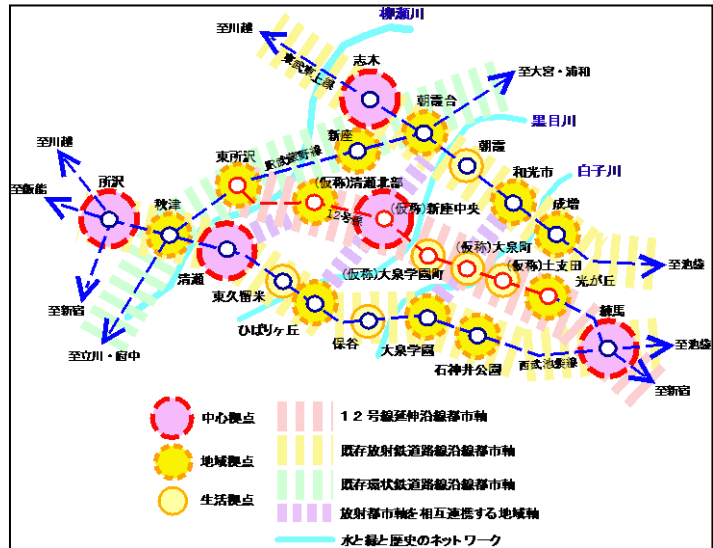 柳瀬川
至川越
志木
東武東上線
至大宮・浦和
朝霞台
黒目川
新座
朝霞
JR武蔵野線
東所沢
白子川
至川越
和光市
所沢
(仮称)清瀬北部
成増
至飯能
秋津
12号線
(仮称)新座中央
(仮称)大泉町
清瀬
(仮称)大泉学園町
(仮称)土支田
至池袋
光が丘
東久留米
至新宿
練馬
ひばりヶ丘
保谷
大泉学園
至池袋
至立川・府中
石神井公園
西武池袋線
至新宿
中心拠点
12号線延伸沿線都市軸
既存放射鉄道路線沿線都市軸
地域拠点
既存環状鉄道路線沿線都市軸
生活拠点
放射都市軸を相互連携する地域軸
水と緑と歴史のネットワーク